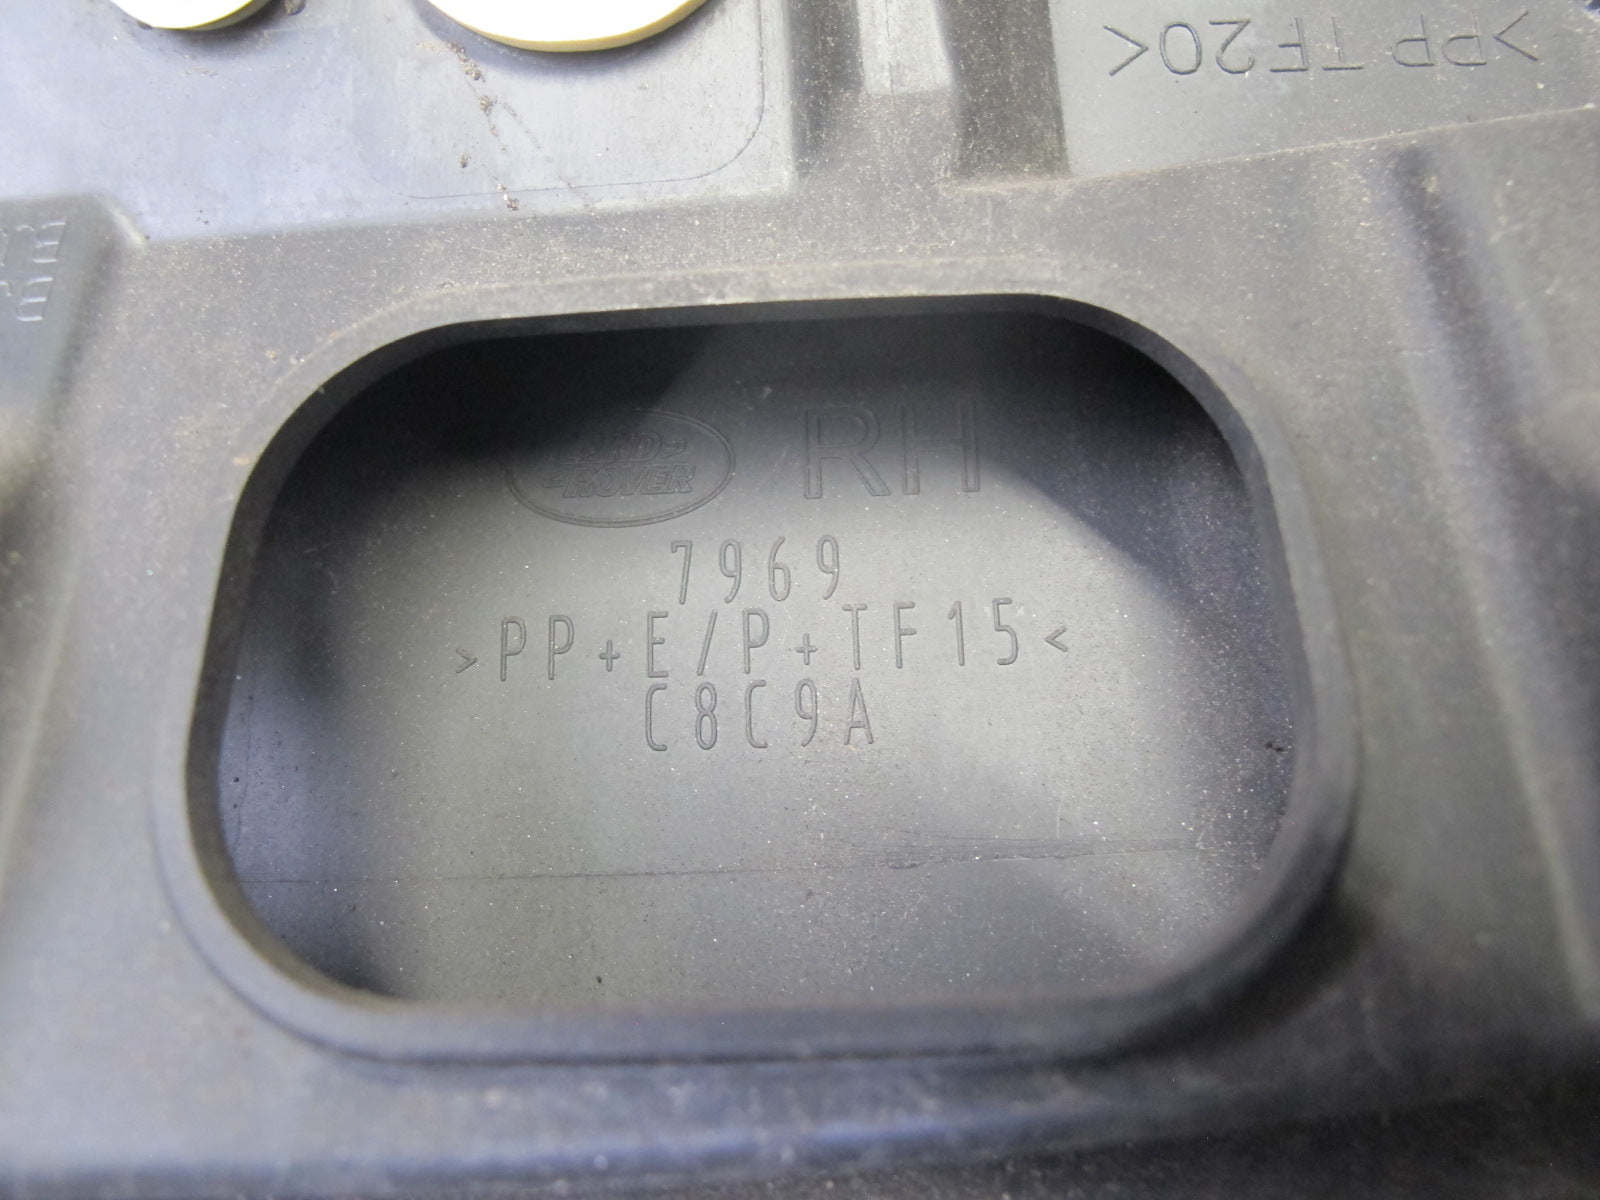 >PP TF20<
LAND
ROVER
RH
7969
>PP+E/P+TF15<
C8C9A